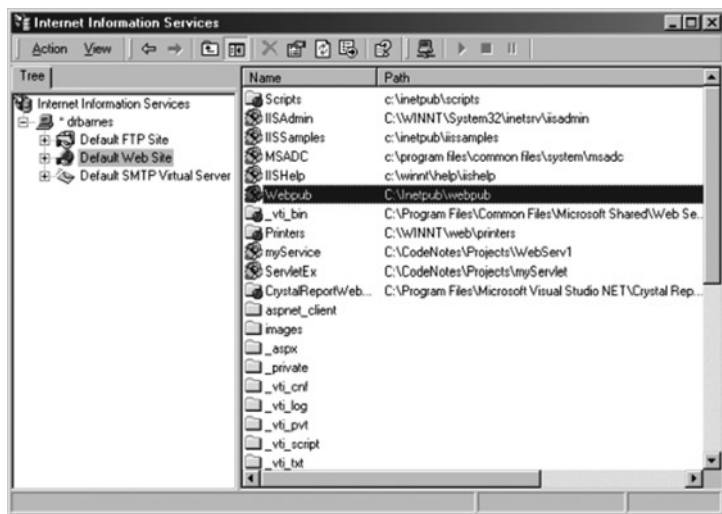 Internet Information Services
Action View
Tree
Name Path
Internet Information Services
* drbarnes
Default FTP Site
Default Web Site
Default SMTP Virtual Server
Scripts c:\inetpub\scripts
IISAdmin C:\WINNT\System32\inetsrv\iisadmin
IISSamples c:\inetpub\iissamples
MSADC c:\program files\common files\system\msadc
IISHelp c:\winnt\help\iishelp
Webpub C:\Inetpub\webpub
_vti_bin C:\Program Files\Common Files\Microsoft Shared\Web Se...
Printers C:\WINNT\web\printers
myService C:\CodeNotes\Projects\WebServ1
ServletEx C:\CodeNotes\Projects\myServlet
CrystalReportWeb... C:\Program Files\Microsoft Visual Studio NET\Crystal Rep...
aspnet_client
images
_aspx
_private
_vti_cnf
_vti_log
_vti_pvt
_vti_script
_vti_txt